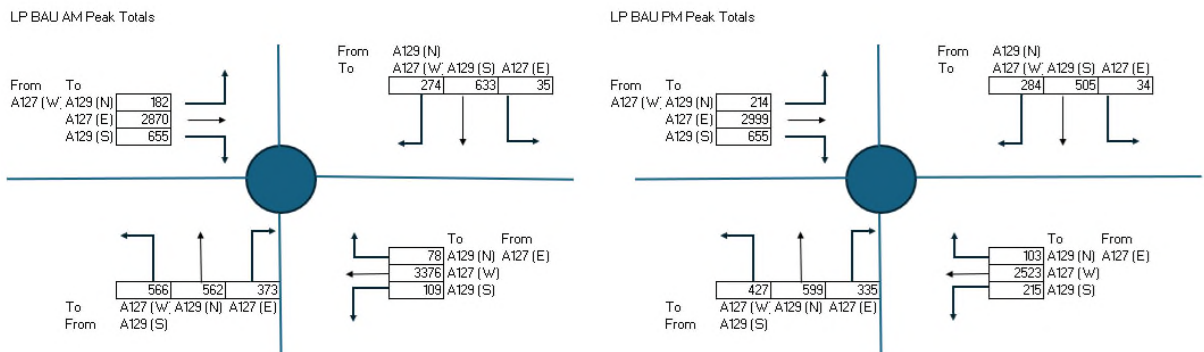 LP BAU AM Peak Totals
From A129 (N)
To A127 (W) A129 (S) A127 (E)
274 633 35
From To
A127 (W) A129 (N) 182
A127 (E) 2870
A129 (S) 655
To From
78 A129 (N) A127 (E)
3376 A127 (W)
109 A129 (S)
566 562 373
To A127 (W) A129 (N) A127 (E)
From A129 (S)
LP BAU PM Peak Totals
From A129 (N)
To A127 (W) A129 (S) A127 (E)
284 505 34
From To
A127 (W) A129 (N) 214
A127 (E) 2999
A129 (S) 655
To From
103 A129 (N) A127 (E)
2523 A127 (W)
215 A129 (S)
427 599 335
To A127 (W) A129 (N) A127 (E)
From A129 (S)